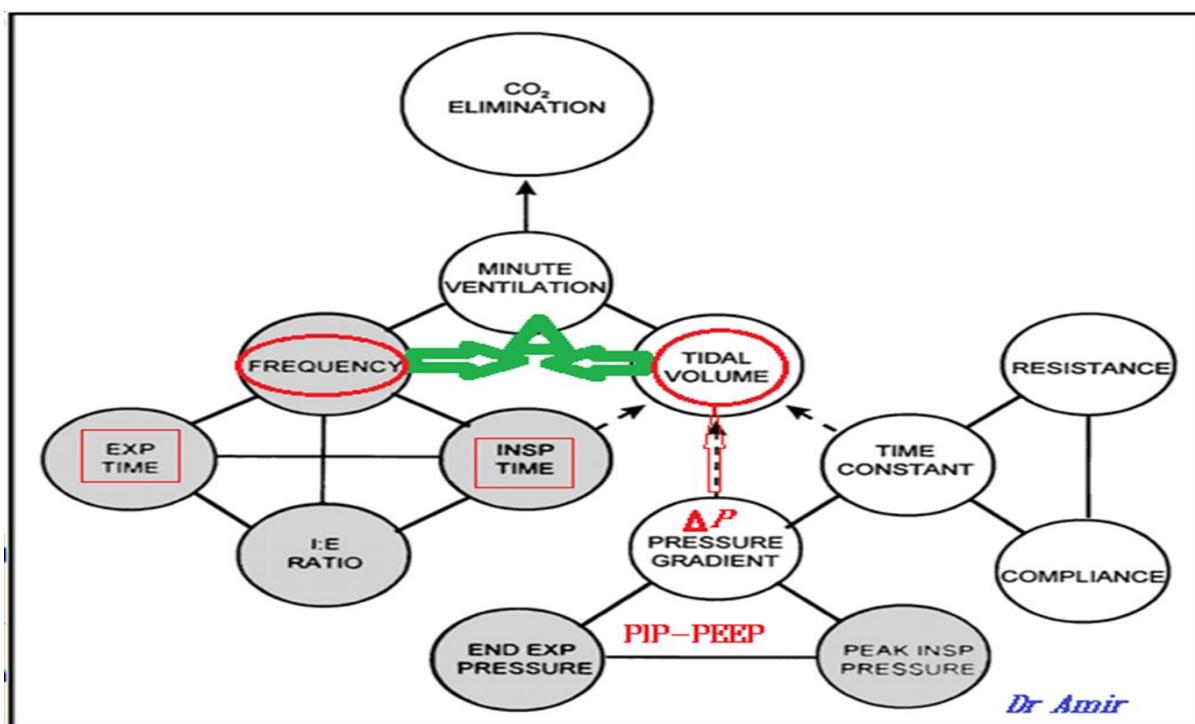 CO₂
ELIMINATION
MINUTE
VENTILATION
FREQUENCY
TIDAL
VOLUME
RESISTANCE
EXP
TIME
INSP
TIME
TIME
CONSTANT
I:E
RATIO
ΔP
PRESSURE
GRADIENT
COMPLIANCE
END EXP
PRESSURE
PIP-PEEP
PEAK INSP
PRESSURE
Dr Amir